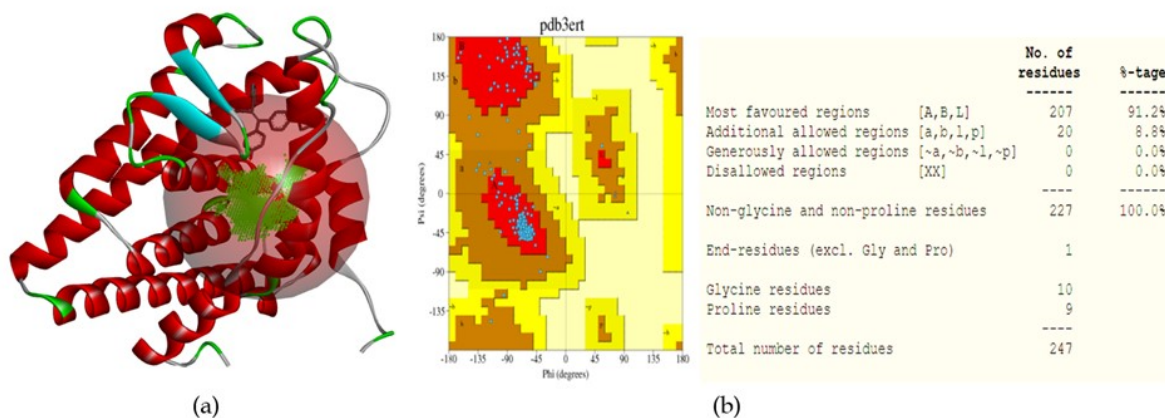 pdb3ert
180
135
90
45
0
-45
-90
-135
-180 -135 -90 -45 0 45 90 135 180
Psi (degrees)
Phi (degrees)
No. of
residues %-tage
------ ------
Most favoured regions [A,B,L] 207 91.2%
Additional allowed regions [a,b,l,p] 20 8.8%
Generously allowed regions [~a,~b,~l,~p] 0 0.0%
Disallowed regions [XX] 0 0.0%
---- ------
Non-glycine and non-proline residues 227 100.0%
End-residues (excl. Gly and Pro) 1
Glycine residues 10
Proline residues 9
----
Total number of residues 247
(a)
(b)